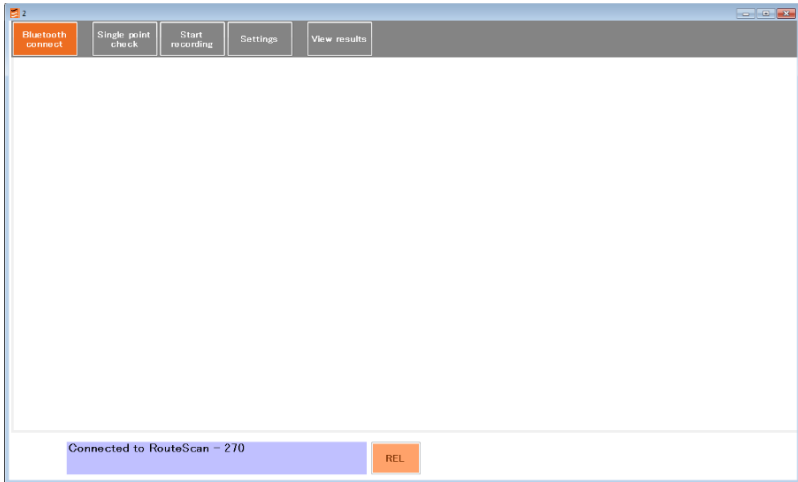 2
Bluetooth
connect
Single point
check
Start
recording
Settings
View results
Connected to RouteScan - 270
REL